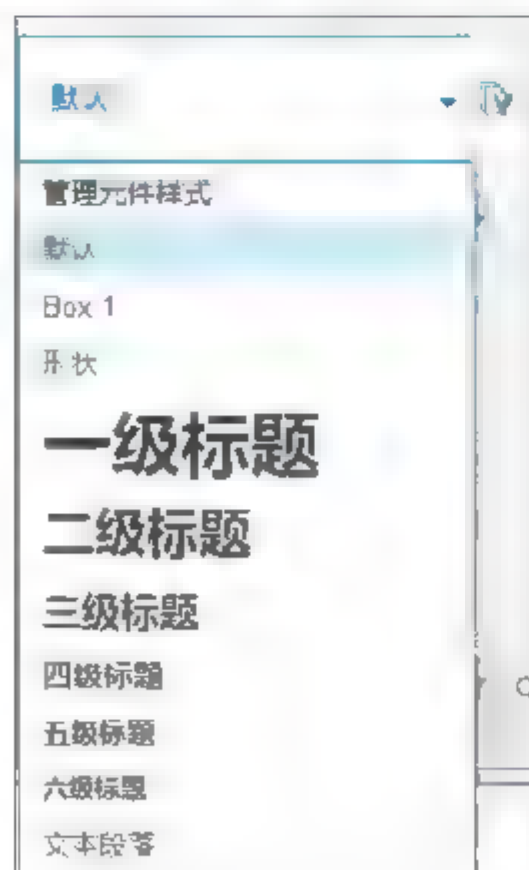 默认
管理元件样式
默认
Box 1
形状
一级标题
二级标题
三级标题
四级标题
五级标题
六级标题
文本段落